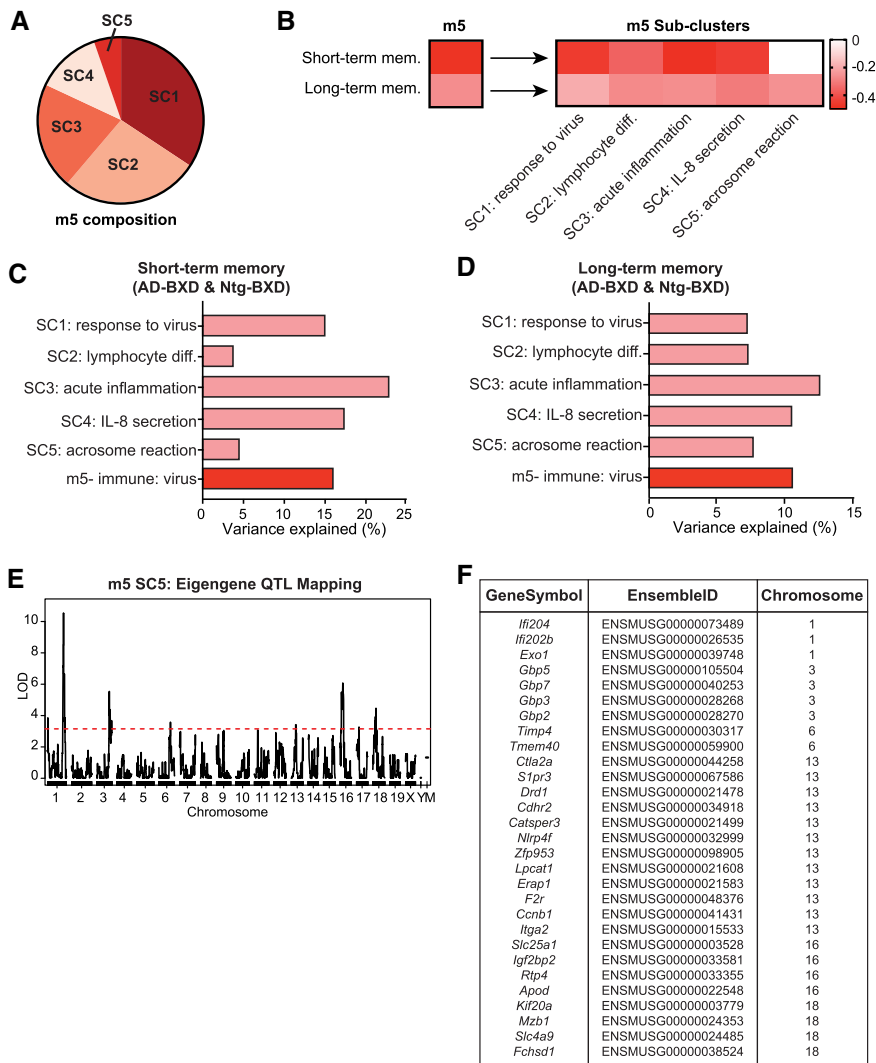 A
SC5
SC4
SC1
SC3
SC2
m5 composition
B
m5
m5 Sub-clusters
Short-term mem.
Long-term mem.
0
-0.2
-0.4
SC1: response to virus
SC2: lymphocyte diff.
SC3: acute inflammation
SC4: IL-8 secretion
SC5: acrosome reaction
C
Short-term memory
(AD-BXD & Ntg-BXD)
SC1: response to virus
SC2: lymphocyte diff.
SC3: acute inflammation
SC4: IL-8 secretion
SC5: acrosome reaction
m5- immune: virus
0 5 10 15 20 25
Variance explained (%)
D
Long-term memory
(AD-BXD & Ntg-BXD)
SC1: response to virus
SC2: lymphocyte diff.
SC3: acute inflammation
SC4: IL-8 secretion
SC5: acrosome reaction
m5- immune: virus
0 5 10 15
Variance explained (%)
E
m5 SC5: Eigengene QTL Mapping
LOD
10
8
6
4
2
0
1 2 3 4 5 6 7 8 9 10 11 12 13 14 15 16 17 18 19 X Y M
Chromosome
F
GeneSymbol EnsembleID Chromosome
Ifi204 ENSMUSG00000073489 1
Ifi202b ENSMUSG00000026535 1
Exo1 ENSMUSG00000039748 1
Gbp5 ENSMUSG00000105504 3
Gbp7 ENSMUSG00000040253 3
Gbp3 ENSMUSG00000028268 3
Gbp2 ENSMUSG00000028270 3
Timp4 ENSMUSG00000030317 6
Tmem40 ENSMUSG00000059900 6
Ctla2a ENSMUSG00000044258 13
S1pr3 ENSMUSG00000067586 13
Drd1 ENSMUSG00000021478 13
Cdhr2 ENSMUSG00000034918 13
Catsper3 ENSMUSG00000021499 13
Nlrp4f ENSMUSG00000032999 13
Zfp953 ENSMUSG00000098905 13
Lpcat1 ENSMUSG00000021608 13
Erap1 ENSMUSG00000021583 13
F2r ENSMUSG00000048376 13
Ccnb1 ENSMUSG00000041431 13
Itga2 ENSMUSG00000015533 13
Slc25a1 ENSMUSG00000003528 16
Igf2bp2 ENSMUSG00000033581 16
Rtp4 ENSMUSG00000033355 16
Apod ENSMUSG00000022548 16
Kif20a ENSMUSG00000003779 18
Mzb1 ENSMUSG00000024353 18
Slc4a9 ENSMUSG00000024485 18
Fchsd1 ENSMUSG00000038524 18